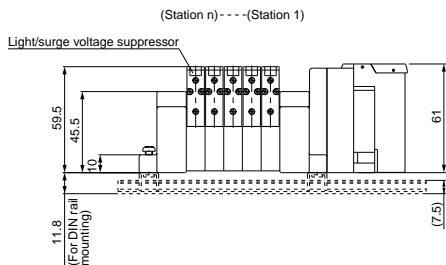 (Station n)----(Station 1)
Light/surge voltage suppressor
59.5
45.5
10
61
11.8
(For DIN rail
mounting)
(7.5)